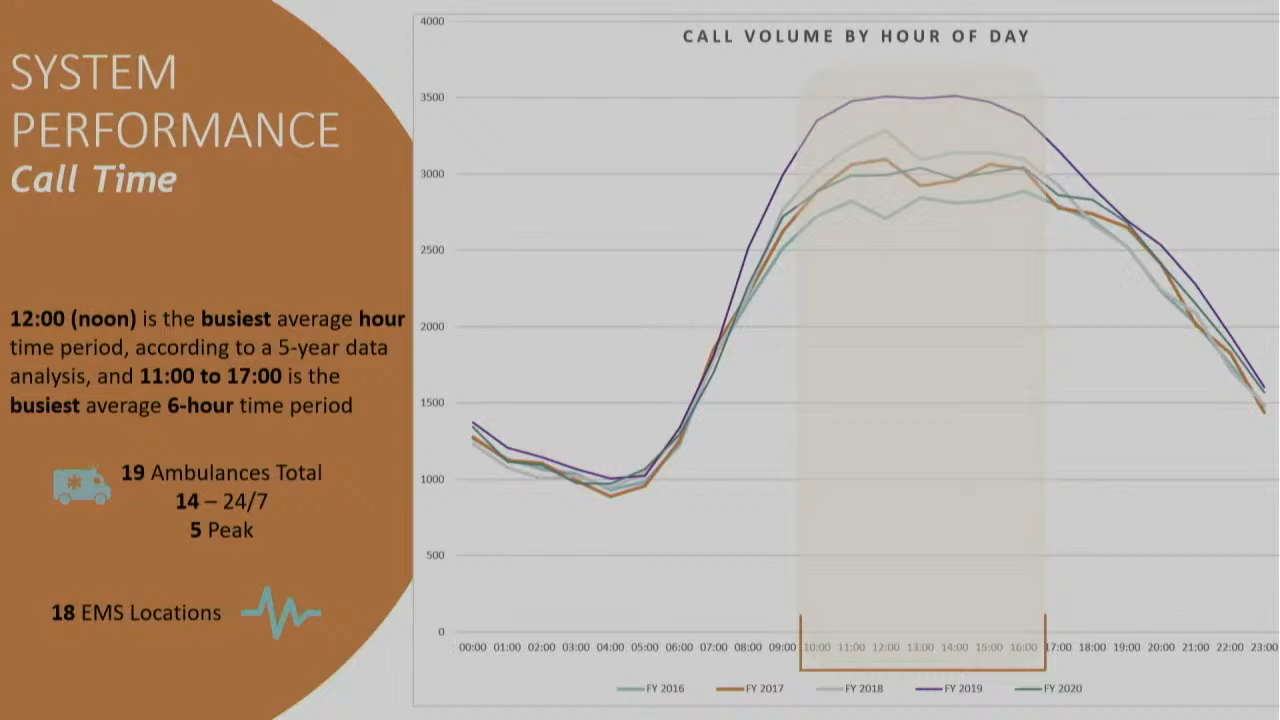 SYSTEM
PERFORMANCE
Call Time
12:00 (noon) is the busiest average hour
time period, according to a 5-year data
analysis, and 11:00 to 17:00 is the
busiest average 6-hour time period
19 Ambulances Total
14 – 24/7
5 Peak
18 EMS Locations
CALL VOLUME BY HOUR OF DAY
4000
3500
3000
2500
2000
1500
1000
500
0
00:00 01:00 02:00 03:00 04:00 05:00 06:00 07:00 08:00 09:00 10:00 11:00 12:00 13:00 14:00 15:00 16:00 17:00 18:00 19:00 20:00 21:00 22:00 23:00
FY 2016 FY 2017 FY 2018 FY 2019 FY 2020